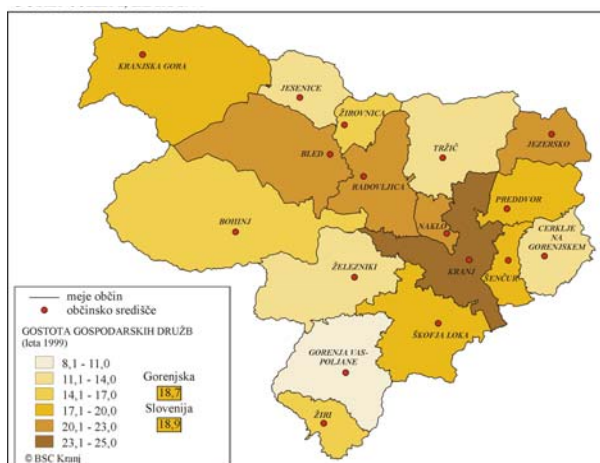 KRANJSKA GORA
JESENICE
ŽIROVNICA
TRŽIČ
JEZERSKO
BLED
RADOVLJICA
PREDDVOR
BOHINJ
NAKLO
CERKLJE
NA
GORENJSKEM
KRANJ
ŠENČUR
ŽELEZNIKI
ŠKOFJA LOKA
GORENJA VAS-
POLJANE
ŽIRI
meje občin
občinsko središče
GOSTOTA GOSPODARSKIH DRUŽB
(leta 1999)
8,1 - 11,0
11,1 - 14,0
14,1 - 17,0
17,1 - 20,0
20,1 - 23,0
23,1 - 25,0
Gorenjska
18,7
Slovenija
18,9
© BSC Kranj